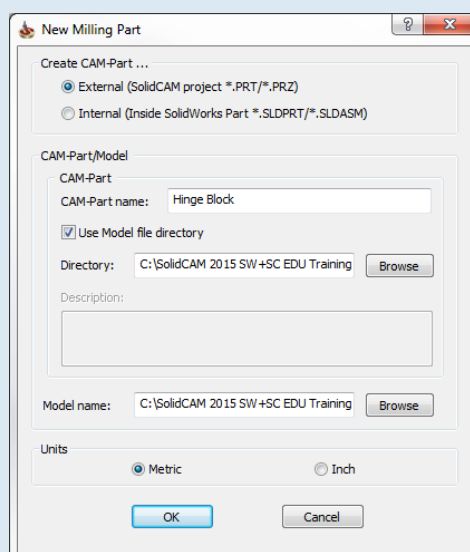 New Milling Part
Create CAM-Part ...
External (SolidCAM project *.PRT/*.PRZ)
Internal (Inside SolidWorks Part *.SLDPRT/*.SLDASM)
CAM-Part/Model
CAM-Part
CAM-Part name: Hinge Block
Use Model file directory
Directory: C:\SolidCAM 2015 SW+SC EDU Training Browse
Description:
Model name: C:\SolidCAM 2015 SW+SC EDU Training Browse
Units
Metric Inch
OK Cancel